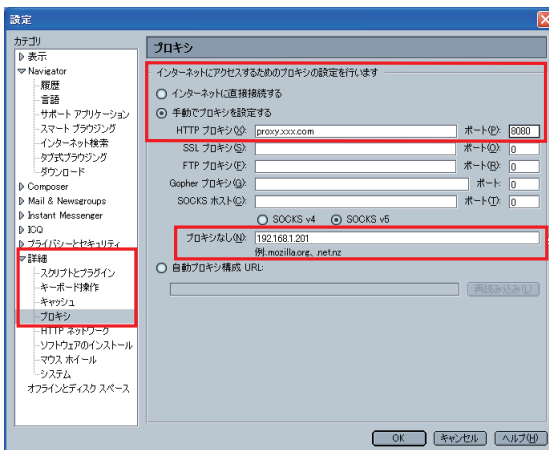 設定
カテゴリ
表示
Navigator
履歴
言語
サポート アプリケーション
スマート ブラウジング
インターネット検索
タブ式ブラウジング
ダウンロード
Composer
Mail & Newsgroups
Instant Messenger
ICQ
プライバシーとセキュリティ
詳細
スクリプトとプラグイン
キーボード操作
キャッシュ
プロキシ
HTTP ネットワーク
ソフトウェアのインストール
マウス ホイール
システム
オフラインとディスク スペース
プロキシ
インターネットにアクセスするためのプロキシの設定を行います
インターネットに直接接続する
手動でプロキシを設定する
HTTP プロキシ(X): proxy.xxx.com ポート(P): 8080
SSL プロキシ(S): ポート(O): 0
FTP プロキシ(F): ポート(R): 0
Gopher プロキシ(G): ポート: 0
SOCKS ホスト(C): ポート(T): 0
SOCKS v4 SOCKS v5
プロキシなし(N): 192.168.1.201
例:.mozilla.org、.net.nz
自動プロキシ構成 URL:
再読み込み(L)
OK キャンセル ヘルプ(H)